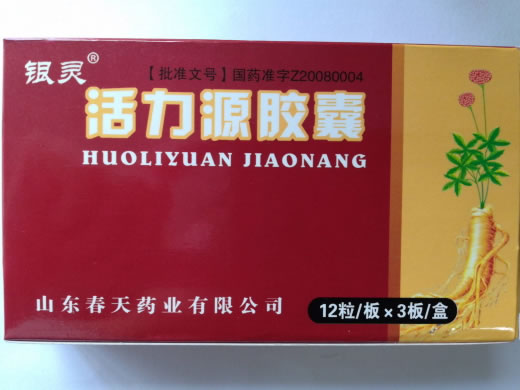 银灵®
【批准文号】国药准字Z20080004
活力源胶囊
HUOLIYUAN JIAONANG
山东春天药业有限公司
12粒/板×3板/盒